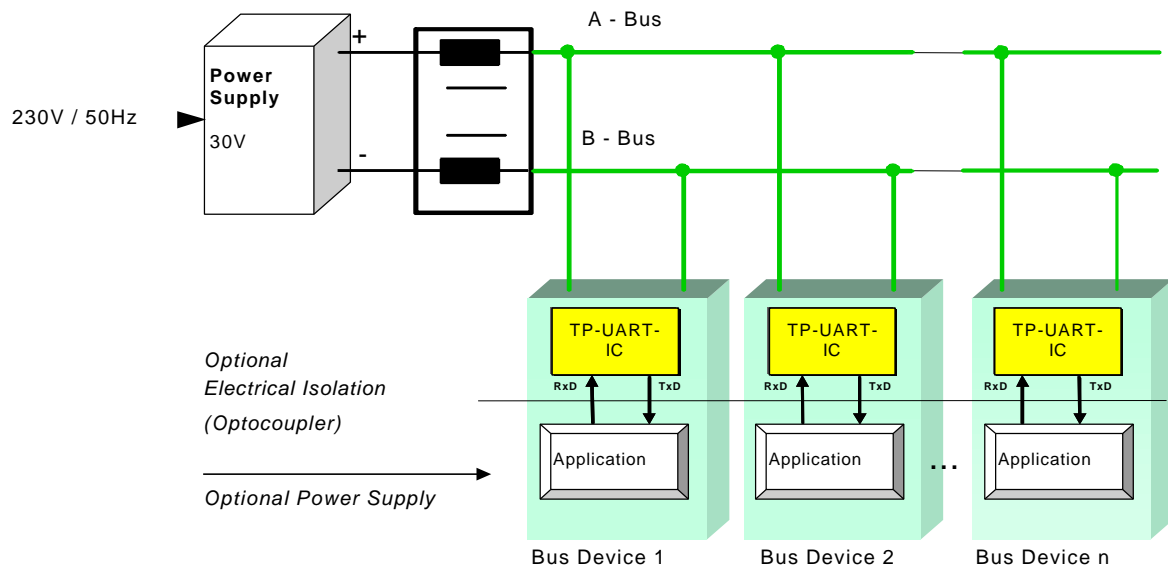 A - Bus
+
Power
Supply
230V / 50Hz
30V
-
B - Bus
TP-UART-
IC
RxD
TxD
TP-UART-
IC
RxD
TxD
TP-UART-
IC
RxD
TxD
Optional
Electrical Isolation
(Optocoupler)
Application
Application
...
Application
Optional Power Supply
Bus Device 1
Bus Device 2
Bus Device n